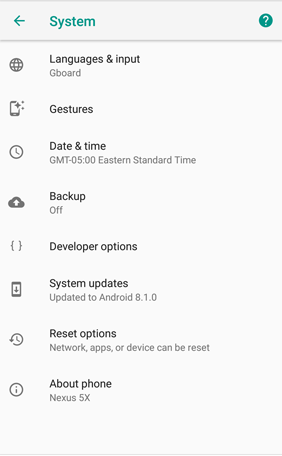 System
?
Languages & input
Gboard
Gestures
Date & time
GMT-05:00 Eastern Standard Time
Backup
Off
{ } Developer options
System updates
Updated to Android 8.1.0
Reset options
Network, apps, or device can be reset
About phone
Nexus 5X